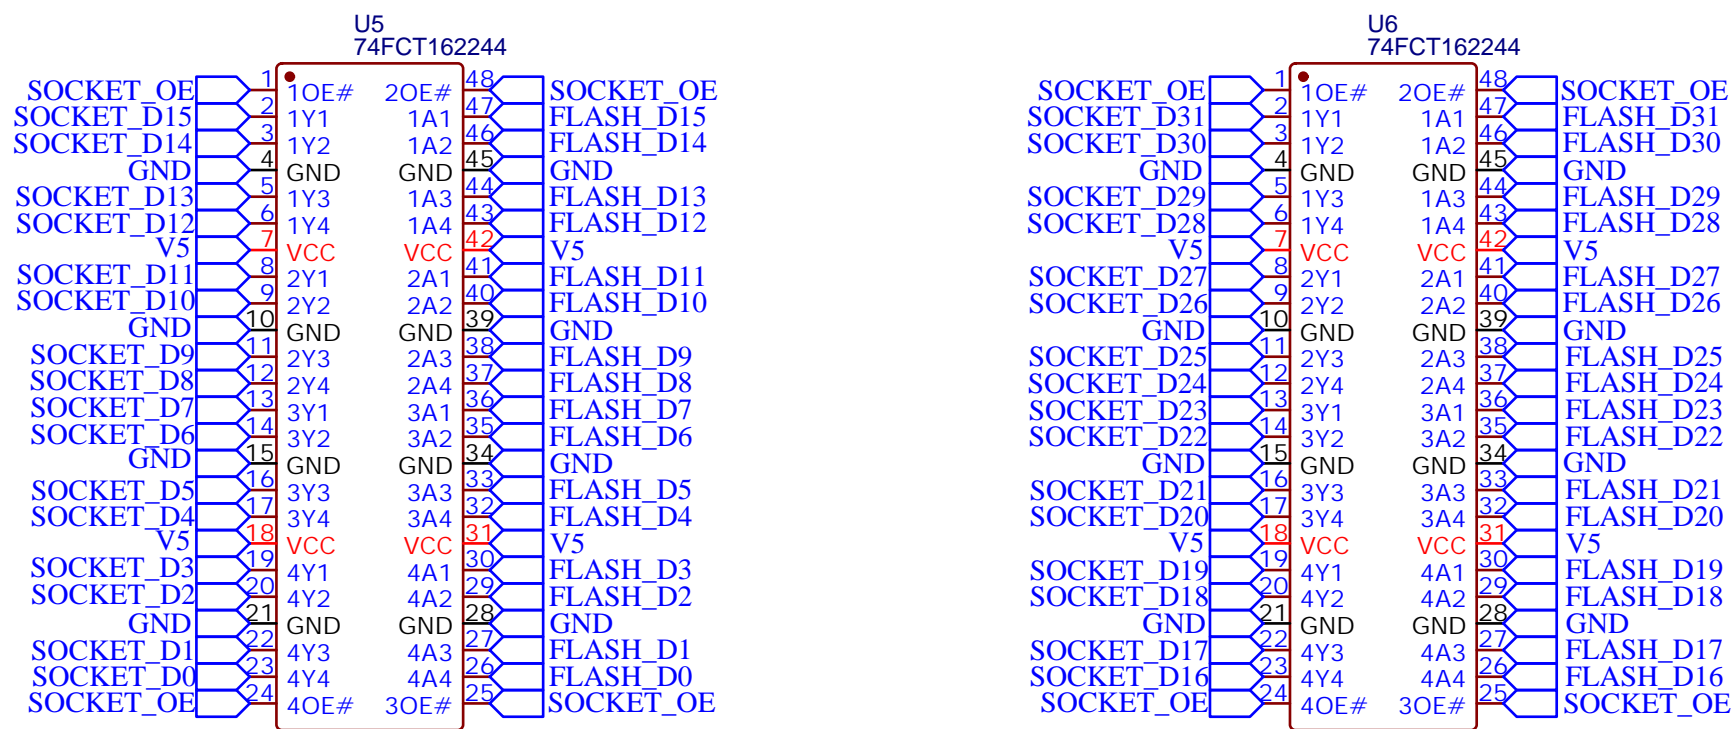 U5
74FCT162244
SOCKET_OE 1 1OE# 2OE# 48 SOCKET_OE
SOCKET_D15 2 1Y1 1A1 47 FLASH_D15
SOCKET_D14 3 1Y2 1A2 46 FLASH_D14
GND 4 GND GND 45 GND
SOCKET_D13 5 1Y3 1A3 44 FLASH_D13
SOCKET_D12 6 1Y4 1A4 43 FLASH_D12
V5 7 VCC VCC 42 V5
SOCKET_D11 8 2Y1 2A1 41 FLASH_D11
SOCKET_D10 9 2Y2 2A2 40 FLASH_D10
GND 10 GND GND 39 GND
SOCKET_D9 11 2Y3 2A3 38 FLASH_D9
SOCKET_D8 12 2Y4 2A4 37 FLASH_D8
SOCKET_D7 13 3Y1 3A1 36 FLASH_D7
SOCKET_D6 14 3Y2 3A2 35 FLASH_D6
GND 15 GND GND 34 GND
SOCKET_D5 16 3Y3 3A3 33 FLASH_D5
SOCKET_D4 17 3Y4 3A4 32 FLASH_D4
V5 18 VCC VCC 31 V5
SOCKET_D3 19 4Y1 4A1 30 FLASH_D3
SOCKET_D2 20 4Y2 4A2 29 FLASH_D2
GND 21 GND GND 28 GND
SOCKET_D1 22 4Y3 4A3 27 FLASH_D1
SOCKET_D0 23 4Y4 4A4 26 FLASH_D0
SOCKET_OE 24 4OE# 3OE# 25 SOCKET_OE
U6
74FCT162244
SOCKET_OE 1 1OE# 2OE# 48 SOCKET_OE
SOCKET_D31 2 1Y1 1A1 47 FLASH_D31
SOCKET_D30 3 1Y2 1A2 46 FLASH_D30
GND 4 GND GND 45 GND
SOCKET_D29 5 1Y3 1A3 44 FLASH_D29
SOCKET_D28 6 1Y4 1A4 43 FLASH_D28
V5 7 VCC VCC 42 V5
SOCKET_D27 8 2Y1 2A1 41 FLASH_D27
SOCKET_D26 9 2Y2 2A2 40 FLASH_D26
GND 10 GND GND 39 GND
SOCKET_D25 11 2Y3 2A3 38 FLASH_D25
SOCKET_D24 12 2Y4 2A4 37 FLASH_D24
SOCKET_D23 13 3Y1 3A1 36 FLASH_D23
SOCKET_D22 14 3Y2 3A2 35 FLASH_D22
GND 15 GND GND 34 GND
SOCKET_D21 16 3Y3 3A3 33 FLASH_D21
SOCKET_D20 17 3Y4 3A4 32 FLASH_D20
V5 18 VCC VCC 31 V5
SOCKET_D19 19 4Y1 4A1 30 FLASH_D19
SOCKET_D18 20 4Y2 4A2 29 FLASH_D18
GND 21 GND GND 28 GND
SOCKET_D17 22 4Y3 4A3 27 FLASH_D17
SOCKET_D16 23 4Y4 4A4 26 FLASH_D16
SOCKET_OE 24 4OE# 3OE# 25 SOCKET_OE